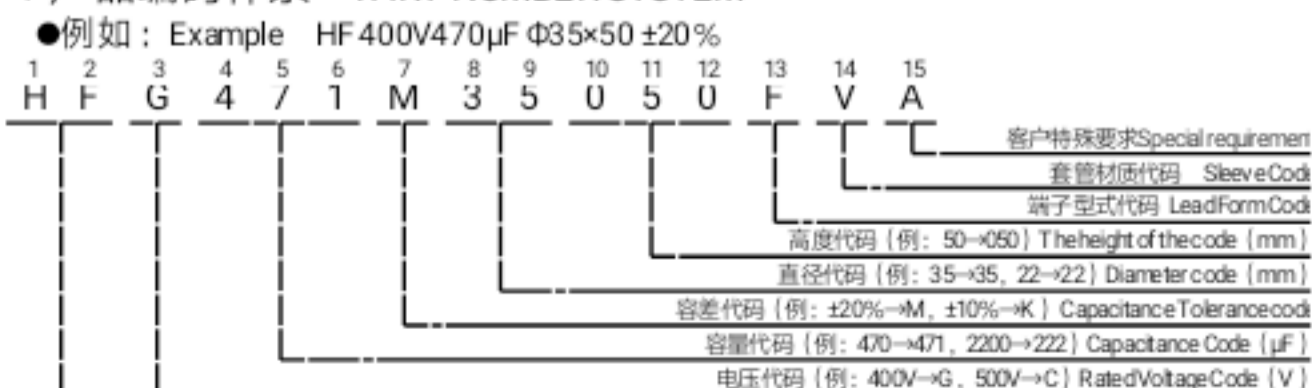 ●例如：Example HF400V470μF Φ35×50 ±20%
1 2 3 4 5 6 7 8 9 10 11 12 13 14 15
H F G 4 7 1 M 3 5 0 5 0 F V A
客户特殊要求Special requiremen
套管材质代码 Sleeve Cod
端子型式代码 Lead Form Cod
高度代码（例：50→050）The height of the code（mm）
直径代码（例：35→35，22→22）Diameter code（mm）
容差代码（例：±20%→M，±10%→K）Capacitance Tolerance cod
容量代码（例：470→471，2200→222）Capacitance Code（μF）
电压代码（例：400V→G，500V→C）Rated Voltage Code（V）